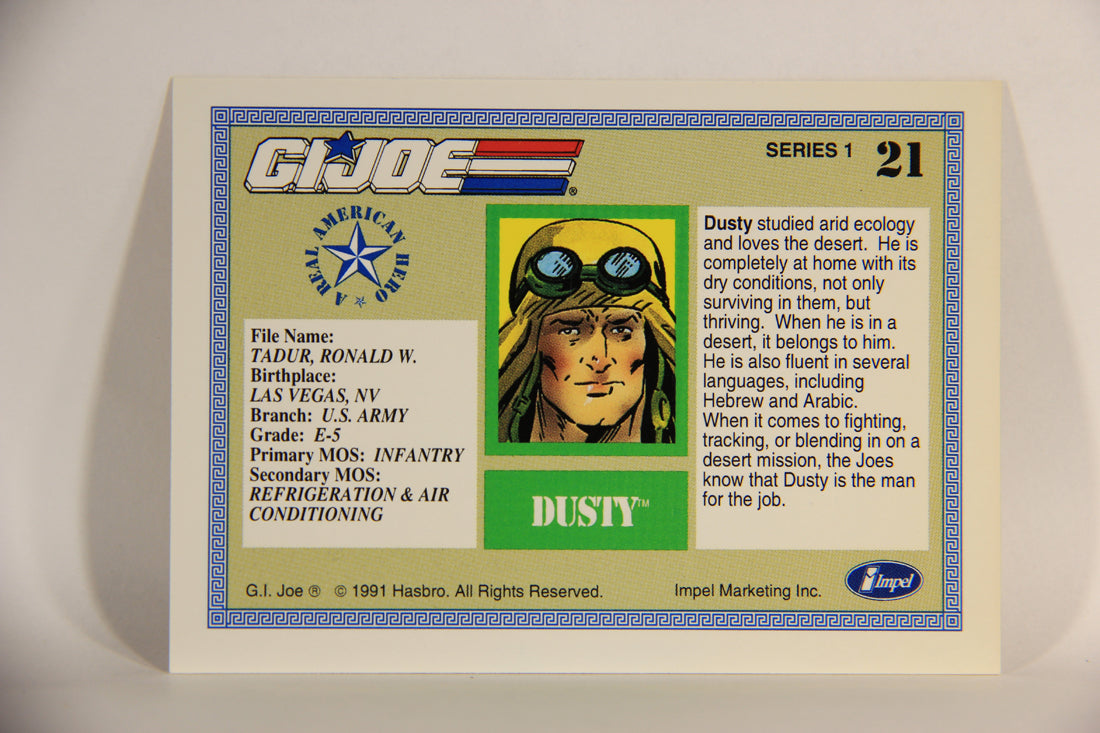 G.I. JOE ®
SERIES 1 21
A REAL AMERICAN HERO
File Name:
TADUR, RONALD W.
Birthplace:
LAS VEGAS, NV
Branch: U.S. ARMY
Grade: E-5
Primary MOS: INFANTRY
Secondary MOS:
REFRIGERATION & AIR
CONDITIONING
DUSTY™
Dusty studied arid ecology
and loves the desert. He is
completely at home with its
dry conditions, not only
surviving in them, but
thriving. When he is in a
desert, it belongs to him.
He is also fluent in several
languages, including
Hebrew and Arabic.
When it comes to fighting,
tracking, or blending in on a
desert mission, the Joes
know that Dusty is the man
for the job.
G.I. Joe ® © 1991 Hasbro. All Rights Reserved.
Impel Marketing Inc.
Impel